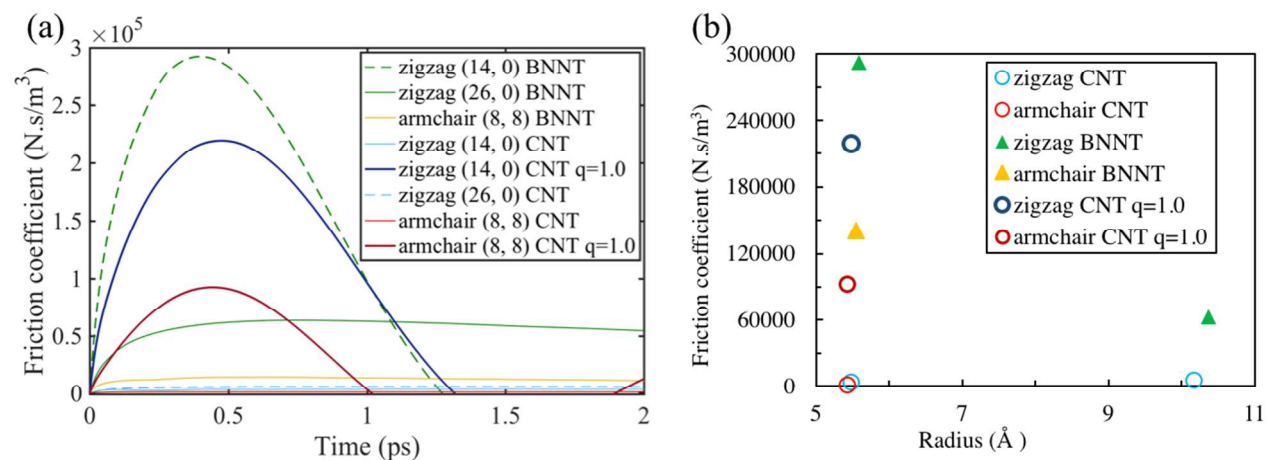 (a)
×10⁵
3
2.5
2
1.5
1
0.5
0
0
0.5
1
1.5
2
Friction coefficient (N.s/m³)
Time (ps)
zigzag (14, 0) BNNT
zigzag (26, 0) BNNT
armchair (8, 8) BNNT
zigzag (14, 0) CNT
zigzag (14, 0) CNT q=1.0
zigzag (26, 0) CNT
armchair (8, 8) CNT
armchair (8, 8) CNT q=1.0
(b)
300000
240000
180000
120000
60000
0
5
7
9
11
Friction coefficient (N.s/m³)
Radius (Å )
zigzag CNT
armchair CNT
zigzag BNNT
armchair BNNT
zigzag CNT q=1.0
armchair CNT q=1.0